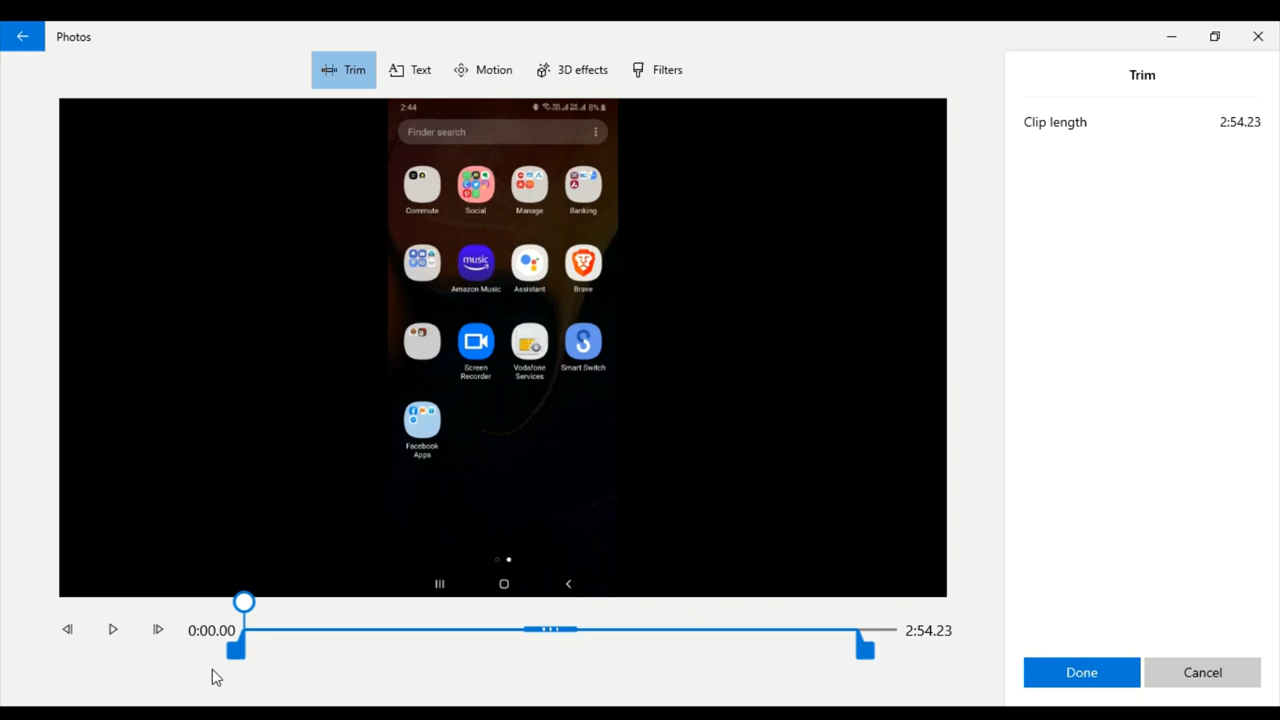 Photos
Trim
Text
Motion
3D effects
Filters
Trim
Clip length
2:54.23
2:44
8%
Finder search
Commute
Social
Manage
Banking
music
Amazon Music
Assistant
Brave
Screen
Recorder
Vodafone
Services
Smart Switch
Facebook
Apps
0:00.00
2:54.23
Done
Cancel